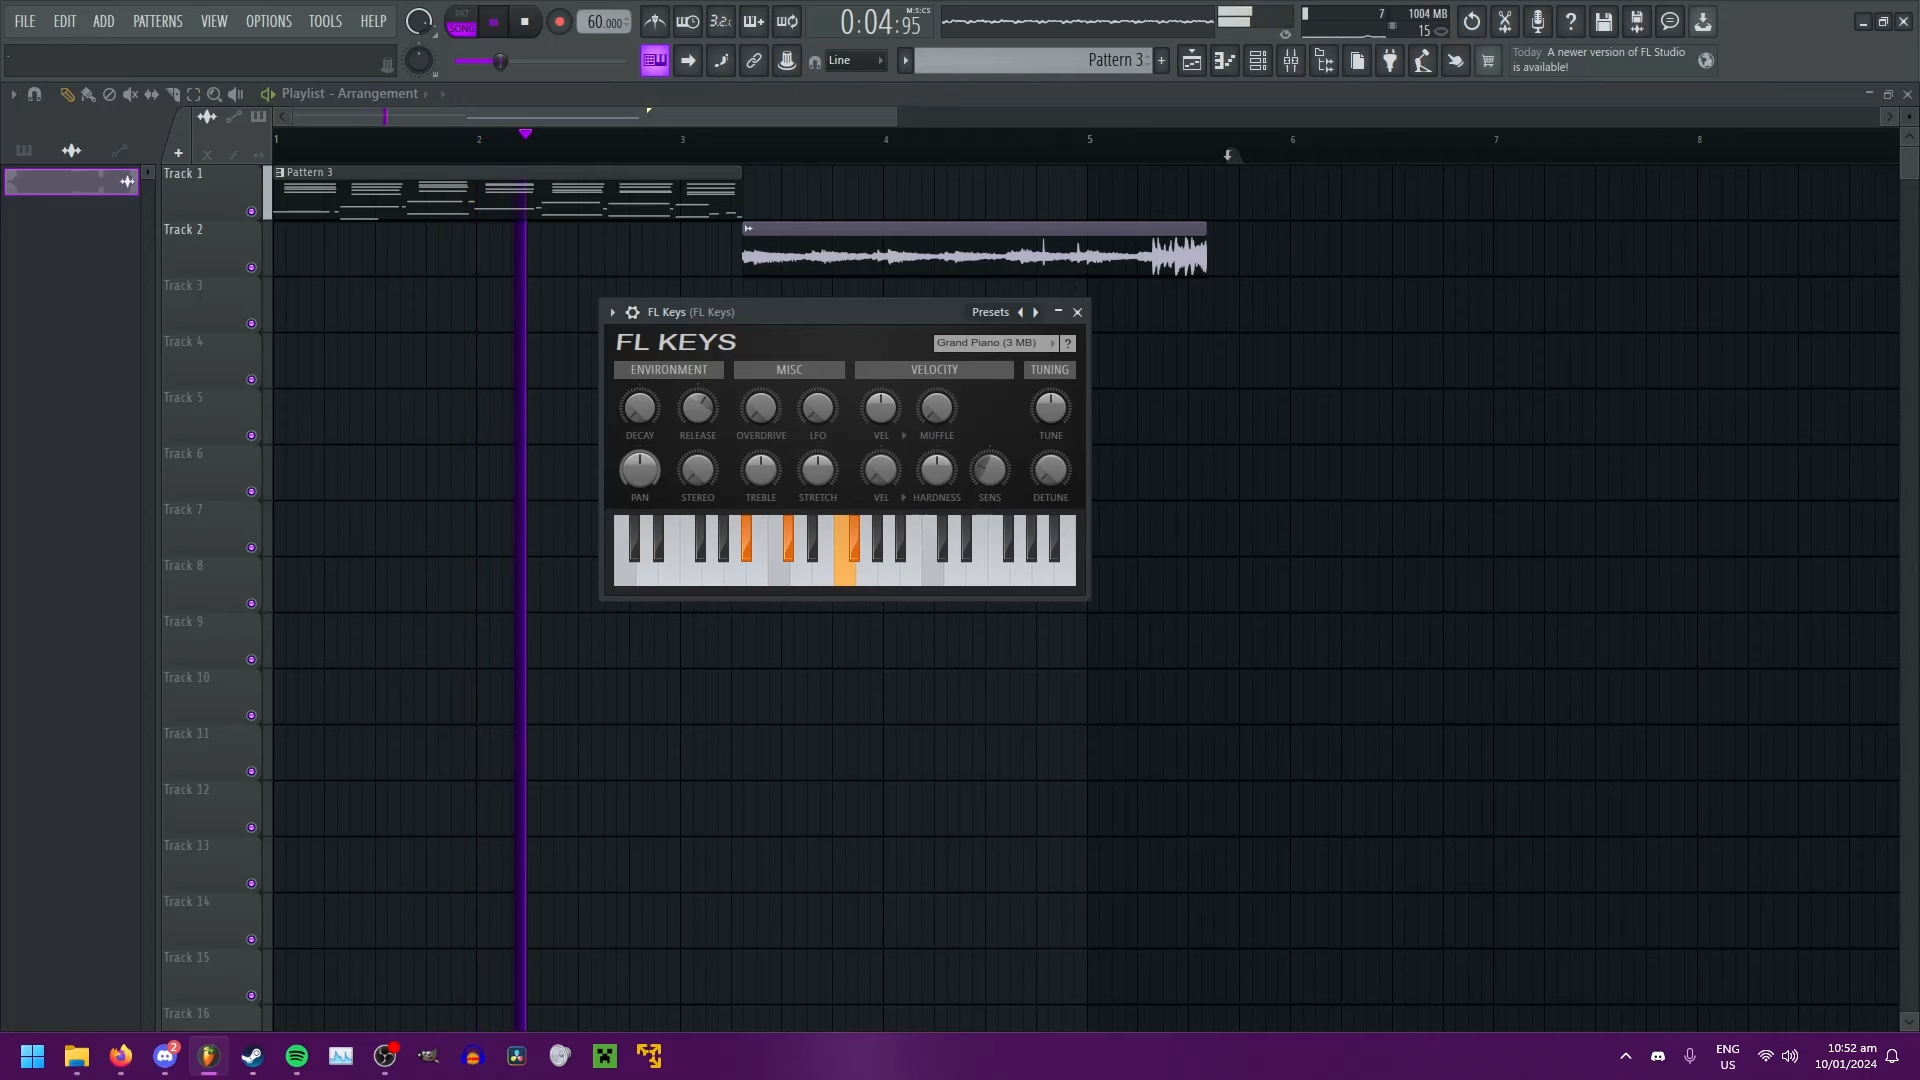 FILE EDIT ADD PATTERNS VIEW OPTIONS TOOLS HELP
PAT
SONG
60.000
3.2.
0:04:95
M:S:CS
7
1004 MB
15
Line
Pattern 3
Today A newer version of FL Studio
is available!
Playlist - Arrangement
1 2 3 4 5 6 7 8
Track 1
Pattern 3
Track 2
Track 3
Track 4
Track 5
Track 6
Track 7
Track 8
Track 9
Track 10
Track 11
Track 12
Track 13
Track 14
Track 15
Track 16
FL Keys (FL Keys)
Presets
FL KEYS
Grand Piano (3 MB)
?
ENVIRONMENT MISC VELOCITY TUNING
DECAY RELEASE OVERDRIVE LFO VEL MUFFLE TUNE
PAN STEREO TREBLE STRETCH VEL HARDNESS SENS DETUNE
2
ENG
US
10:52 am
10/01/2024